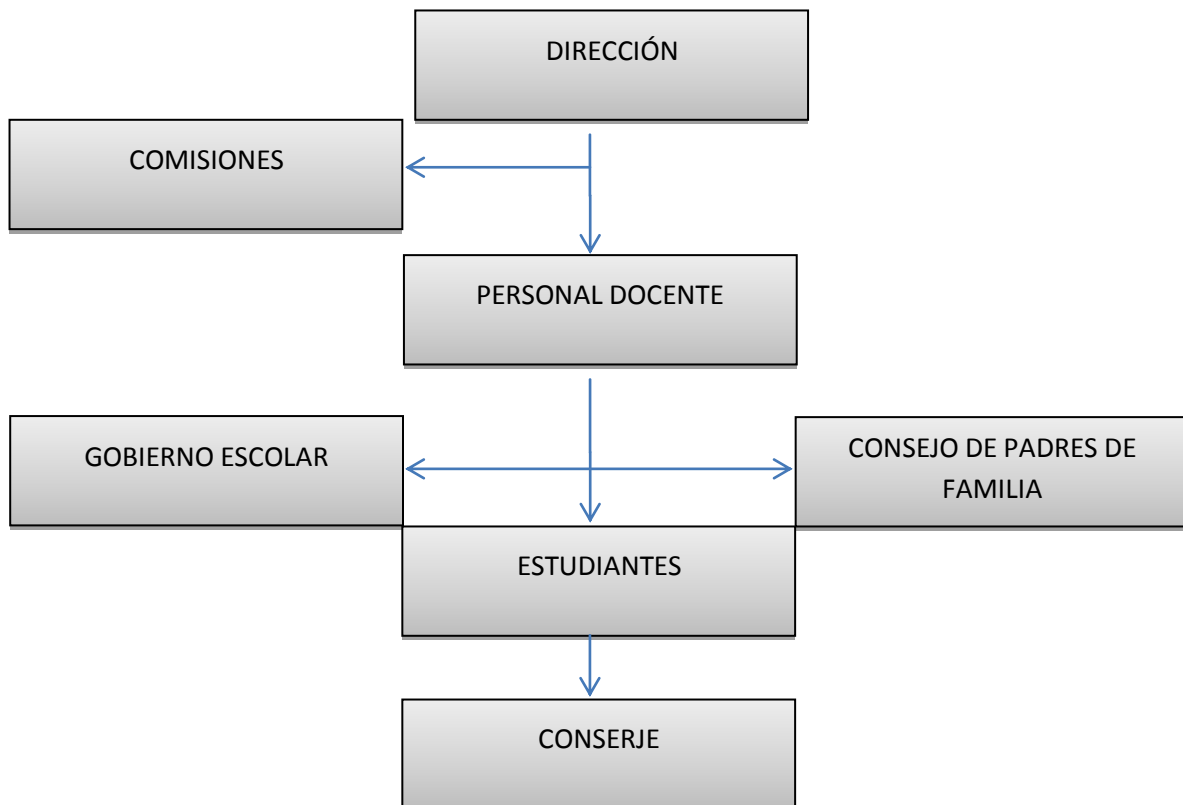 DIRECCIÓN
COMISIONES
PERSONAL DOCENTE
GOBIERNO ESCOLAR
CONSEJO DE PADRES DE
FAMILIA
ESTUDIANTES
CONSERJE